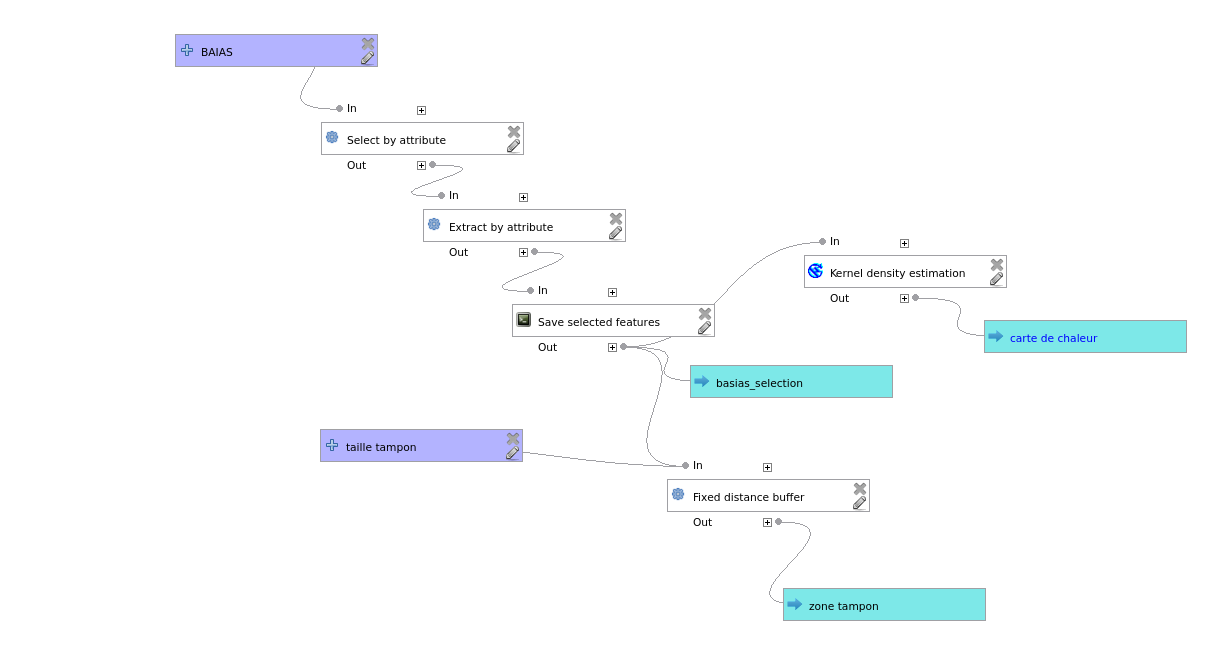 BAIAS
In
Select by attribute
Out
In
Extract by attribute
Out
In
Kernel density estimation
Out
In
Save selected features
Out
carte de chaleur
basias_selection
taille tampon
In
Fixed distance buffer
Out
zone tampon